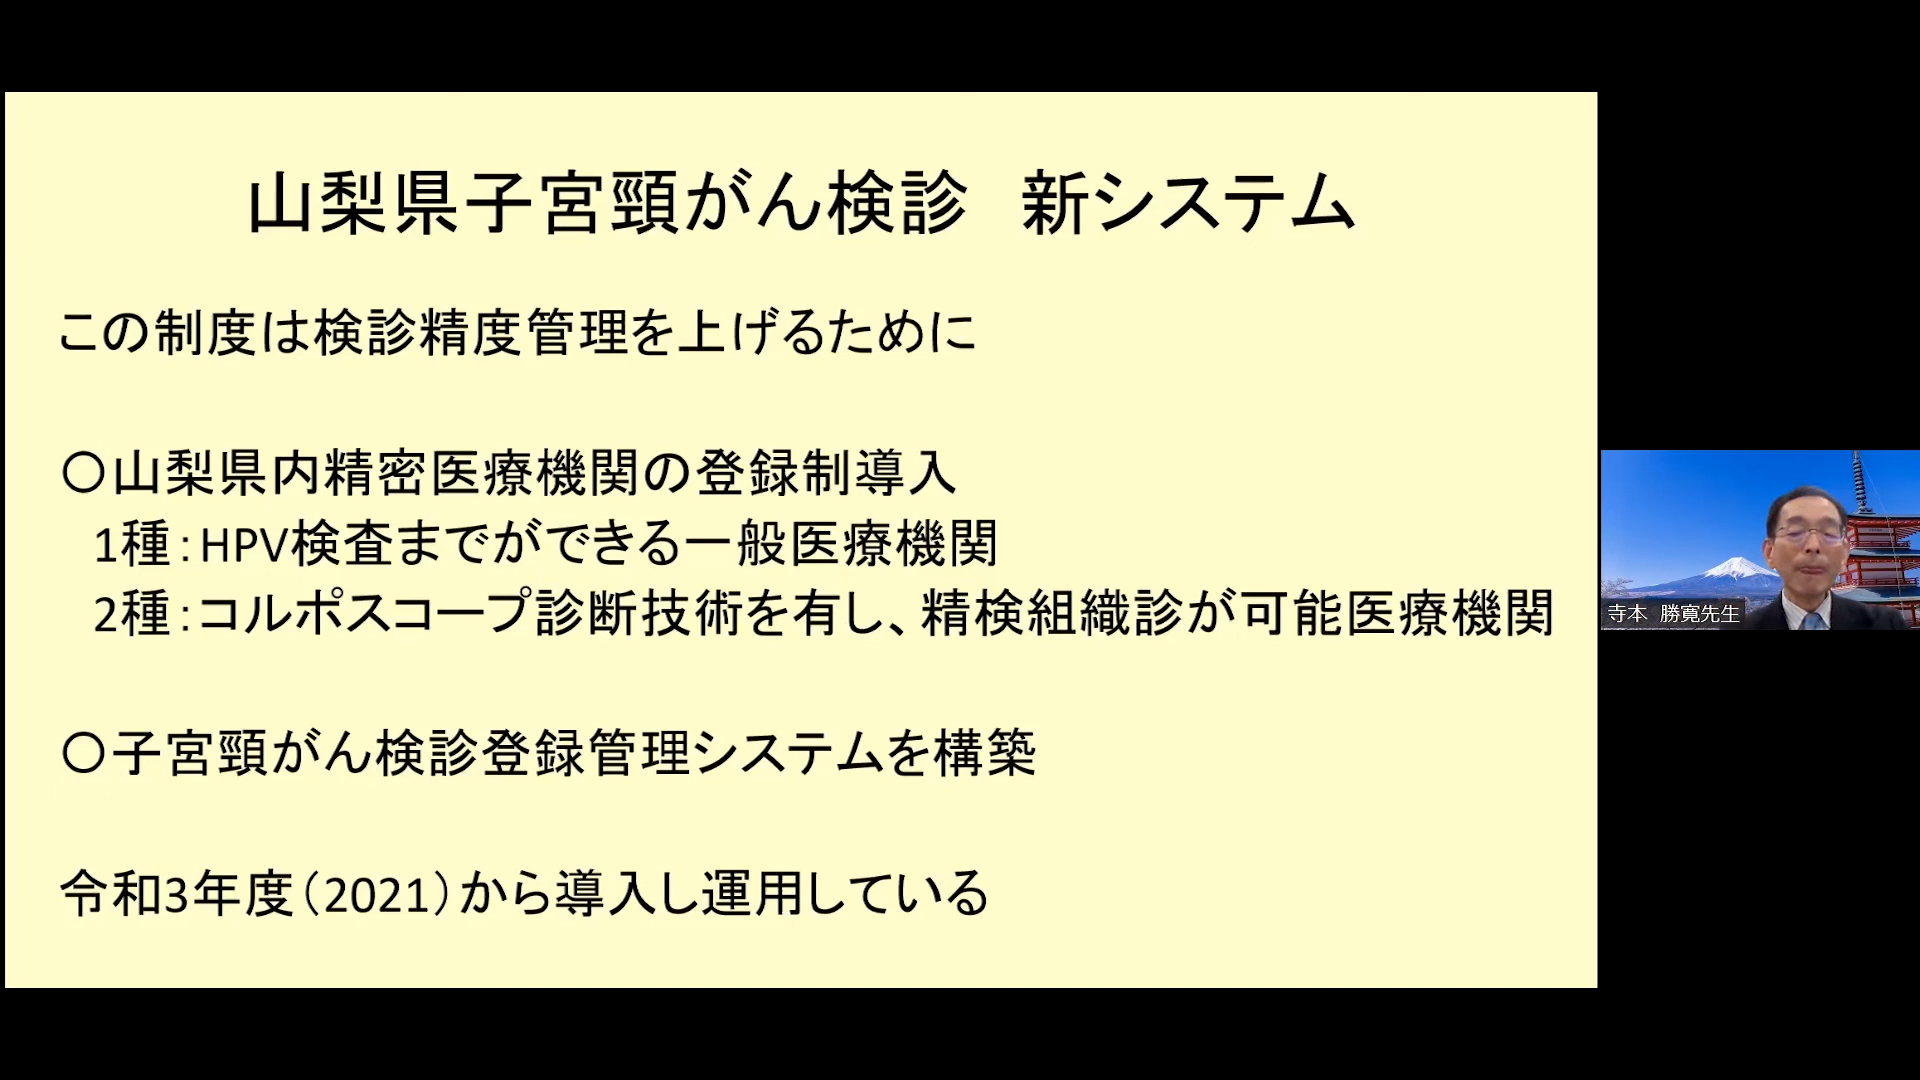 山梨県子宮頸がん検診　新システム
この制度は検診精度管理を上げるために
〇山梨県内精密医療機関の登録制導入
1種：HPV検査までができる一般医療機関
2種：コルポスコープ診断技術を有し、精検組織診が可能医療機関
〇子宮頸がん検診登録管理システムを構築
令和3年度（2021）から導入し運用している
寺本　勝寛先生